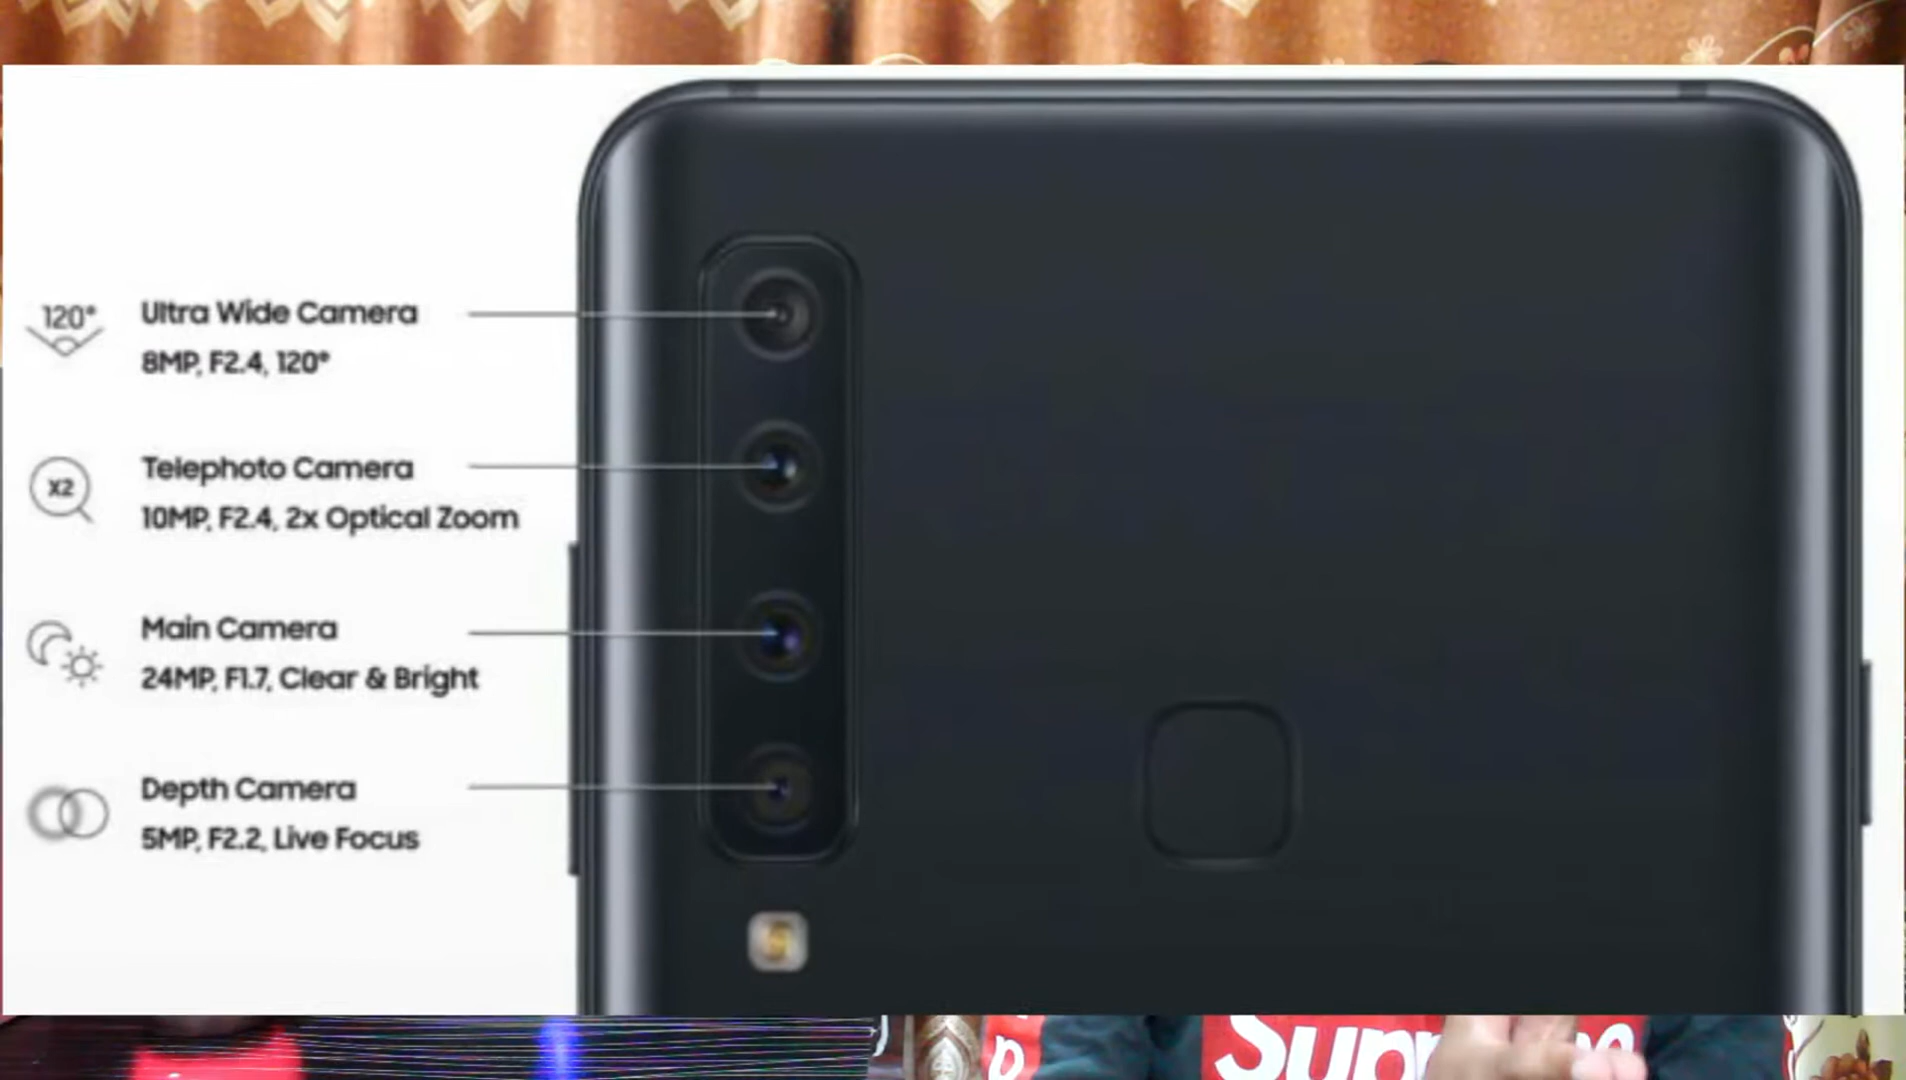 120°
Ultra Wide Camera
8MP, F2.4, 120°
X2
Telephoto Camera
10MP, F2.4, 2x Optical Zoom
Main Camera
24MP, F1.7, Clear & Bright
Depth Camera
5MP, F2.2, Live Focus